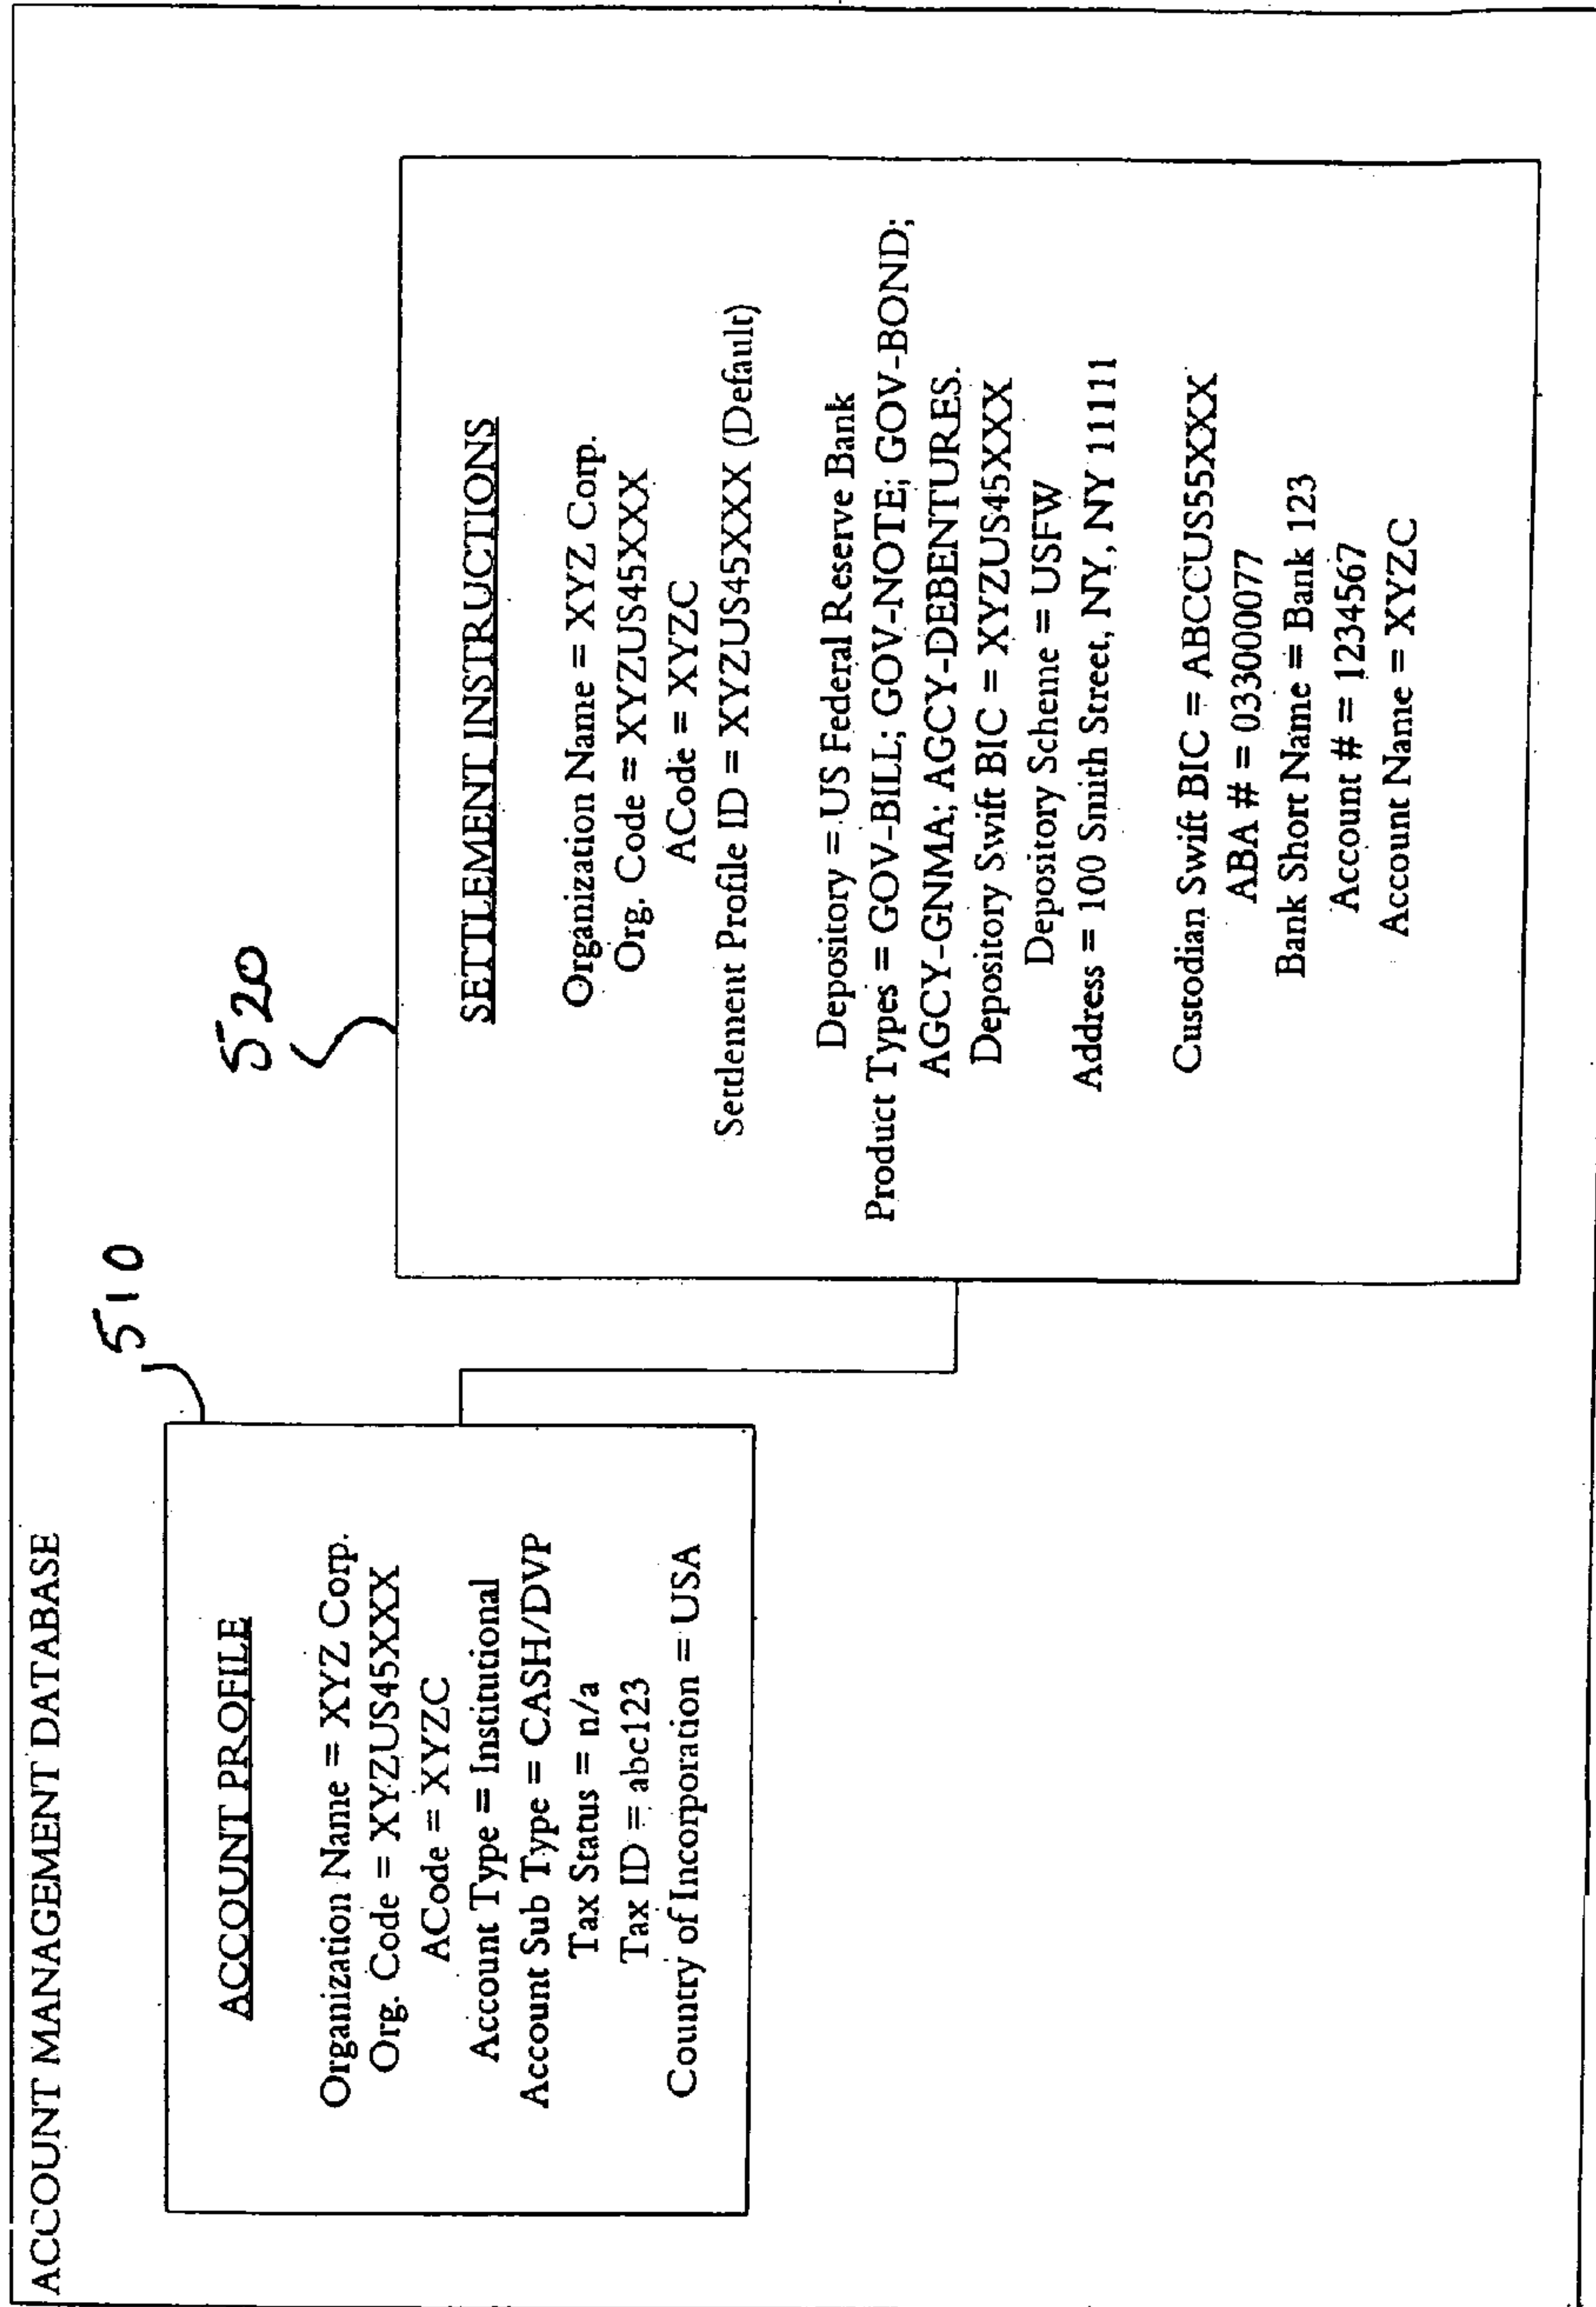 ACCOUNT MANAGEMENT DATABASE
510
ACCOUNT PROFILE
Organization Name = XYZ Corp.
Org. Code = XYZUS45XXX
ACode = XYZC
Account Type = Institutional
Account Sub Type = CASH/DVP
Tax Status = n/a
Tax ID = abc123
Country of Incorporation = USA
520
SETTLEMENT INSTRUCTIONS
Organization Name = XYZ Corp.
Org. Code = XYZUS45XXX
ACode = XYZC
Settlement Profile ID = XYZUS45XXX (Default)
Depository = US Federal Reserve Bank
Product Types = GOV-BILL; GOV-NOTE; GOV-BOND;
AGCY-GNMA; AGCY-DEBENTURES.
Depository Swift BIC = XYZUS45XXX
Depository Scheme = USFW
Address = 100 Smith Street, NY, NY 11111
Custodian Swift BIC = ABCCUS55XXX
ABA # = 033000077
Bank Short Name = Bank 123
Account # = 1234567
Account Name = XYZC